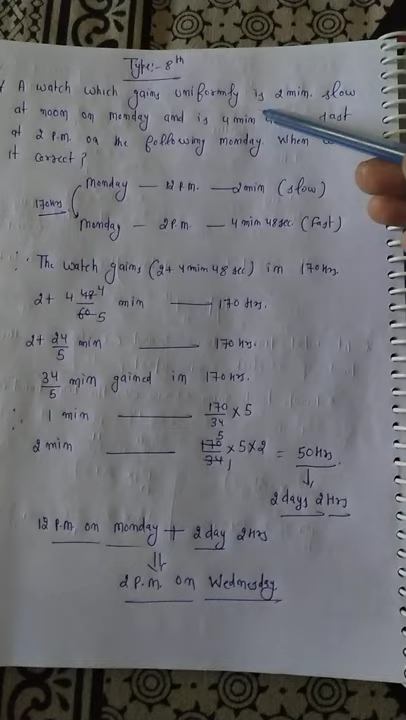 Type:- 8th
A watch which gains uniformly is 2 min. slow
at noon on monday and is 4 min fast
at 2 P.M. on the following monday. When
it correct?
Monday — 12 P.M. — 2 min (slow)
170 Hrs
Monday - 2 P.M. — 4 min 48 sec. (fast)
∴ The watch gains (2+ 4 min 48 sec) in 170 Hrs.
2 + 4 48/60 4/5 min — 170 Hrs.
2 + 24/5 min — 170 Hrs.
34/5 min gained in 170 Hrs.
∴ 1 min — 170/34 × 5
2 min — 170/34 5/1 × 5 × 2 = 50 Hrs
2 days 2 Hrs
12 P.M. on monday + 2 day 2 Hrs
⇓
2 P.M. on Wednesday.